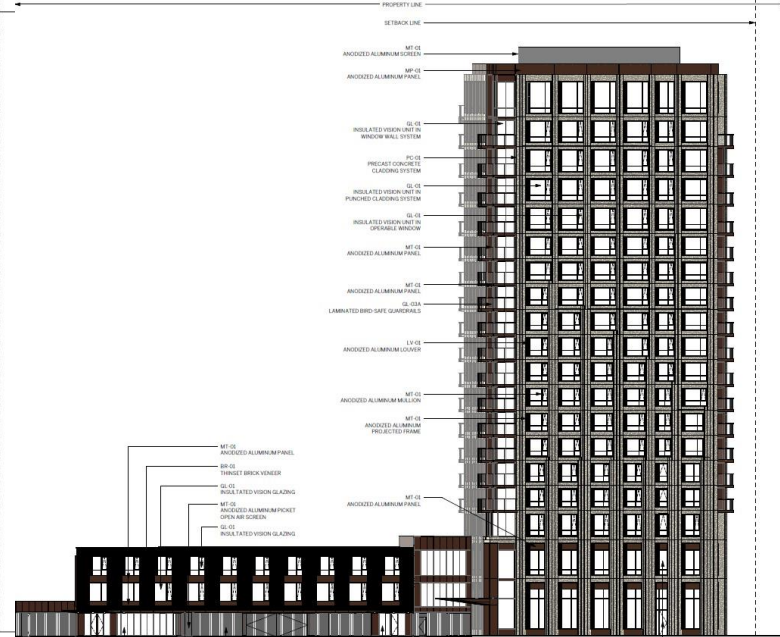 PROPERTY LINE
SETBACK LINE
MT-01
ANODIZED ALUMINUM SCREEN
MP-01
ANODIZED ALUMINUM PANEL
GL-01
INSULATED VISION UNIT IN
WINDOW WALL SYSTEM
PC-01
PRECAST CONCRETE
CLADDING SYSTEM
GL-01
INSULATED VISION UNIT IN
PUNCHED CLADDING SYSTEM
GL-01
INSULATED VISION UNIT IN
OPERABLE WINDOW
MT-01
ANODIZED ALUMINUM PANEL
MT-01
ANODIZED ALUMINUM PANEL
GL-03A
LAMINATED BIRD-SAFE GUARDRAILS
LV-01
ANODIZED ALUMINUM LOUVER
MT-01
ANODIZED ALUMINUM MULLION
MT-01
ANODIZED ALUMINUM
PROJECTED FRAME
MT-01
ANODIZED ALUMINUM PANEL
MT-01
ANODIZED ALUMINUM PANEL
BR-01
THINSET BRICK VENEER
GL-01
INSULTATED VISION GLAZING
MT-01
ANODIZED ALUMINUM PICKET
OPEN AIR SCREEN
GL-01
INSULTATED VISION GLAZING